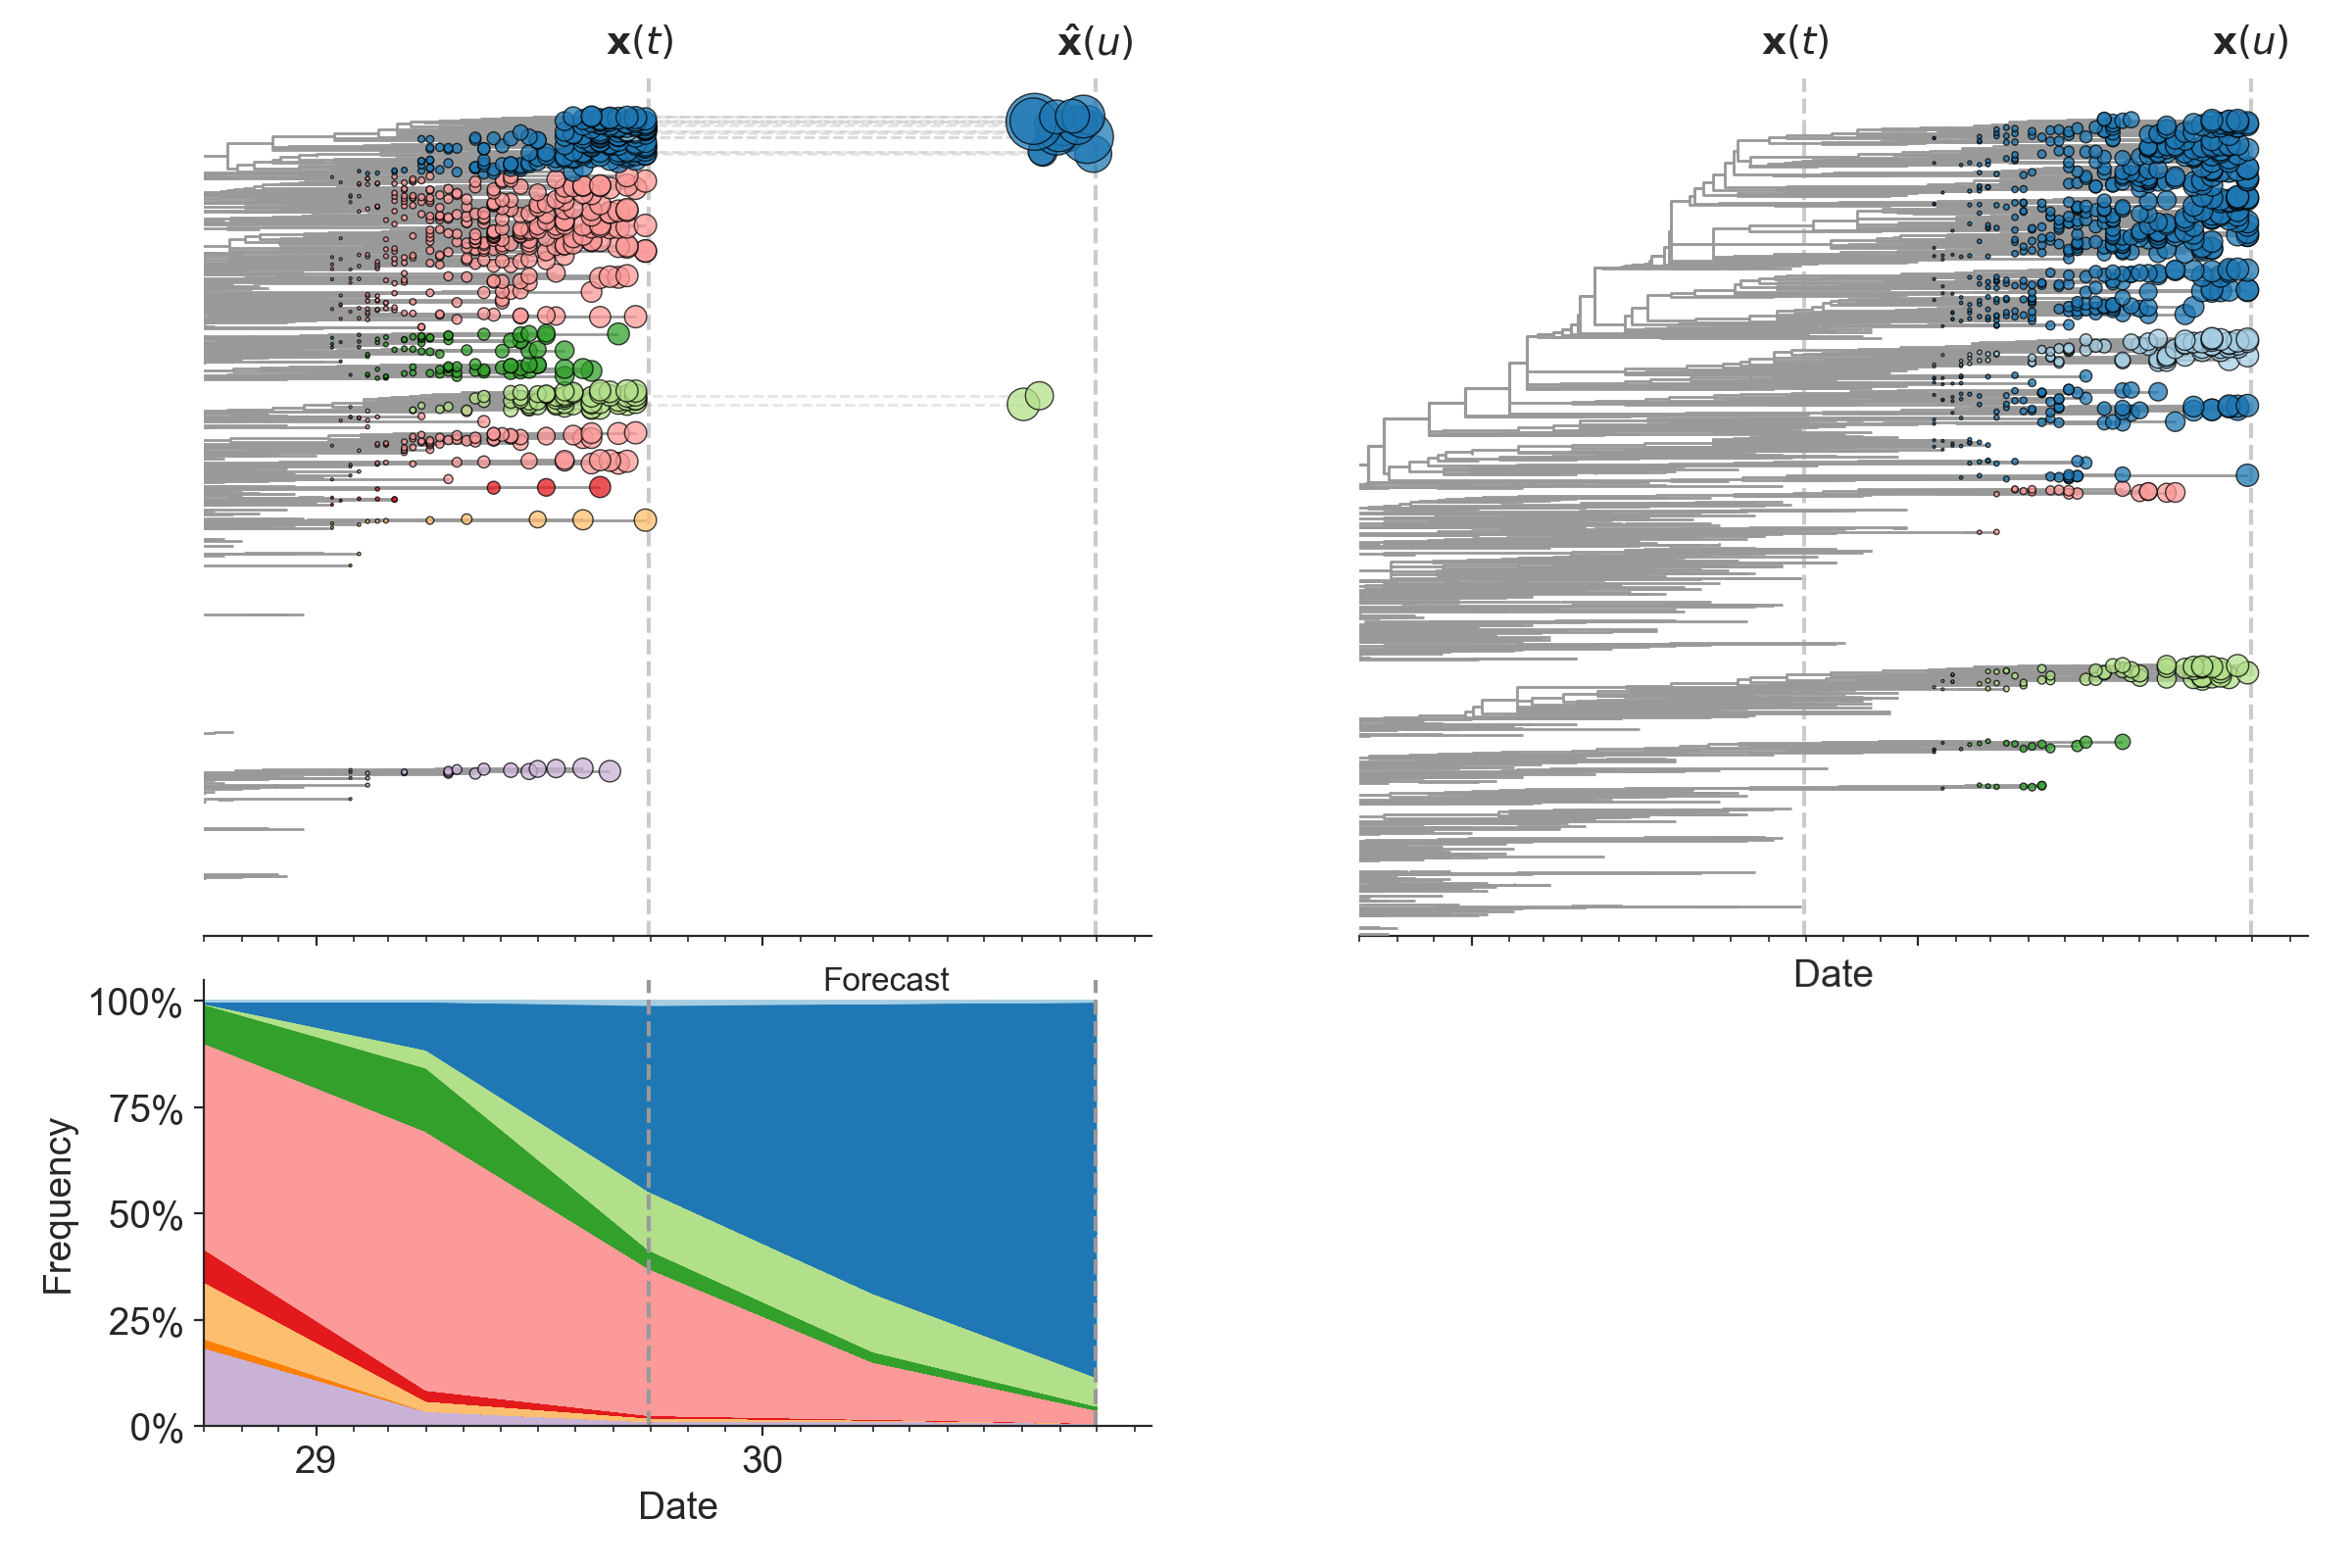 x(t)
x̂(u)
x(t)
x(u)
Date
Forecast
100%
75%
50%
25%
0%
Frequency
29
30
Date